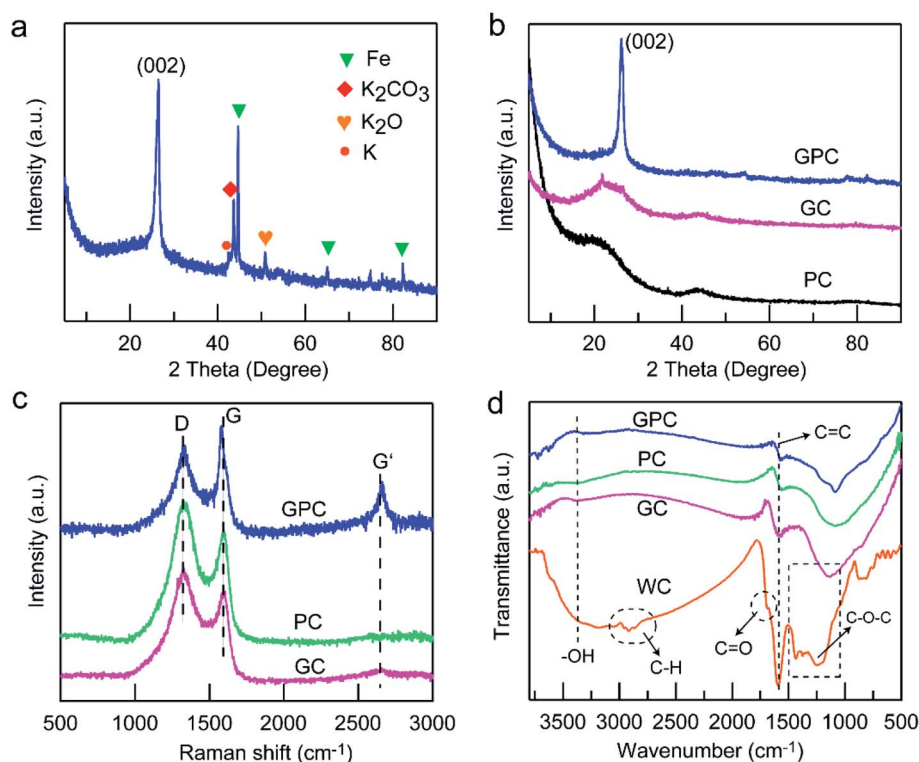 a
(002)
Fe
K₂CO₃
K₂O
K
Intensity (a.u.)
20 40 60 80
2 Theta (Degree)
b
(002)
GPC
GC
PC
Intensity (a.u.)
20 40 60 80
2 Theta (Degree)
c
D
G
G‘
GPC
PC
GC
Intensity (a.u.)
500 1000 1500 2000 2500 3000
Raman shift (cm⁻¹)
d
GPC
C=C
PC
GC
WC
C=O
C-O-C
-OH
C-H
Transmittance (a.u.)
3500 3000 2500 2000 1500 1000 500
Wavenumber (cm⁻¹)